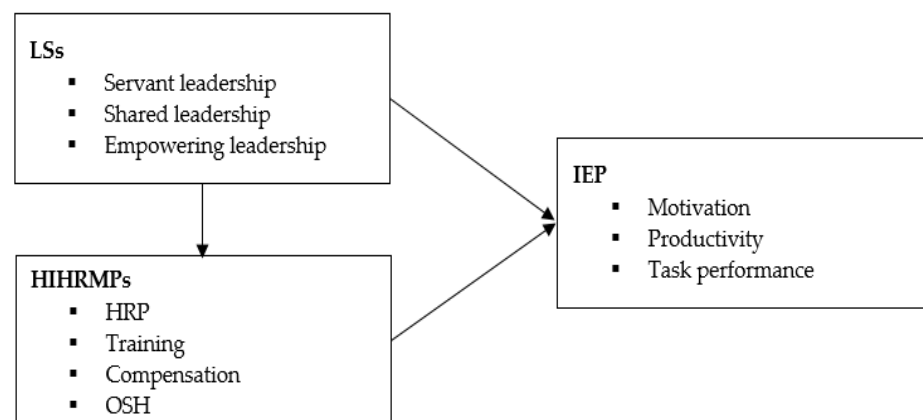 LSs
▪ Servant leadership
▪ Shared leadership
▪ Empowering leadership
HIHRMPs
▪ HRP
▪ Training
▪ Compensation
▪ OSH
IEP
▪ Motivation
▪ Productivity
▪ Task performance